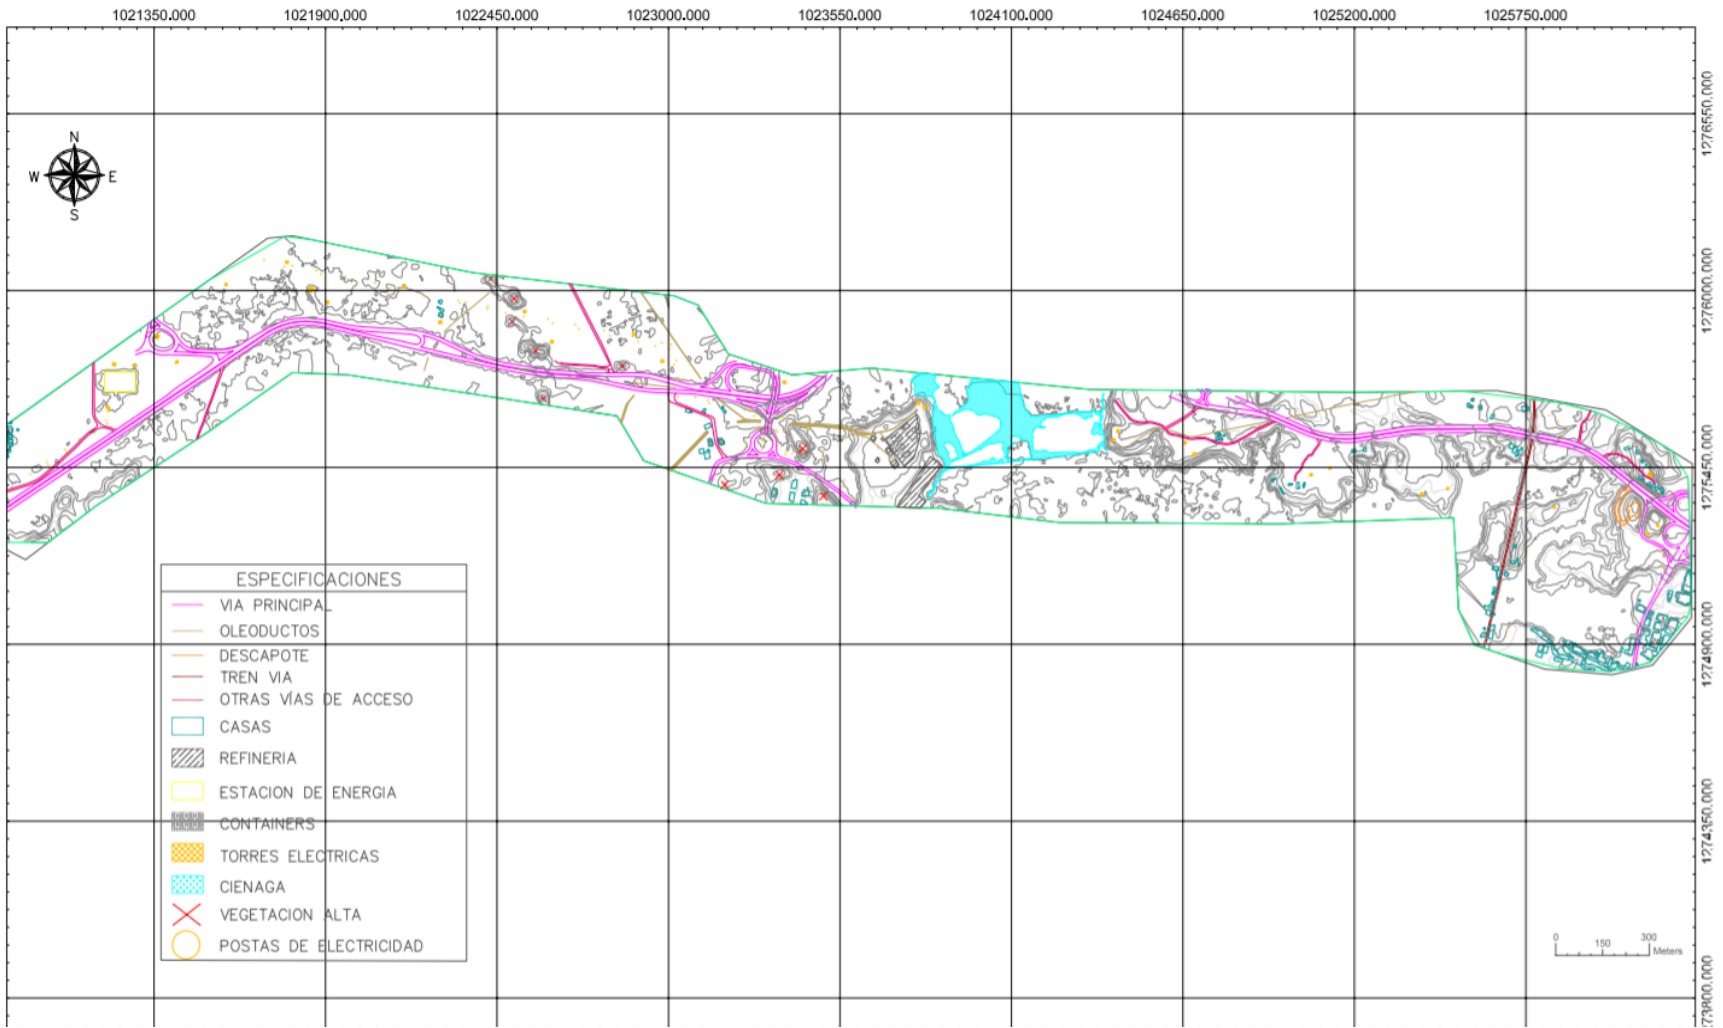 1021350.000 1021900.000 1022450.000 1023000.000 1023550.000 1024100.000 1024650.000 1025200.000 1025750.000
1276550.000
N
W E
S
1276000.000
1275450.000
ESPECIFICACIONES
VIA PRINCIPAL
OLEODUCTOS
DESCAPOTE
TREN VIA
OTRAS VÍAS DE ACCESO
CASAS
REFINERIA
ESTACION DE ENERGIA
CONTAINERS
TORRES ELECTRICAS
CIENAGA
VEGETACION ALTA
POSTAS DE ELECTRICIDAD
1274900.000
1274350.000
0 150 300
Meters
1273800.000